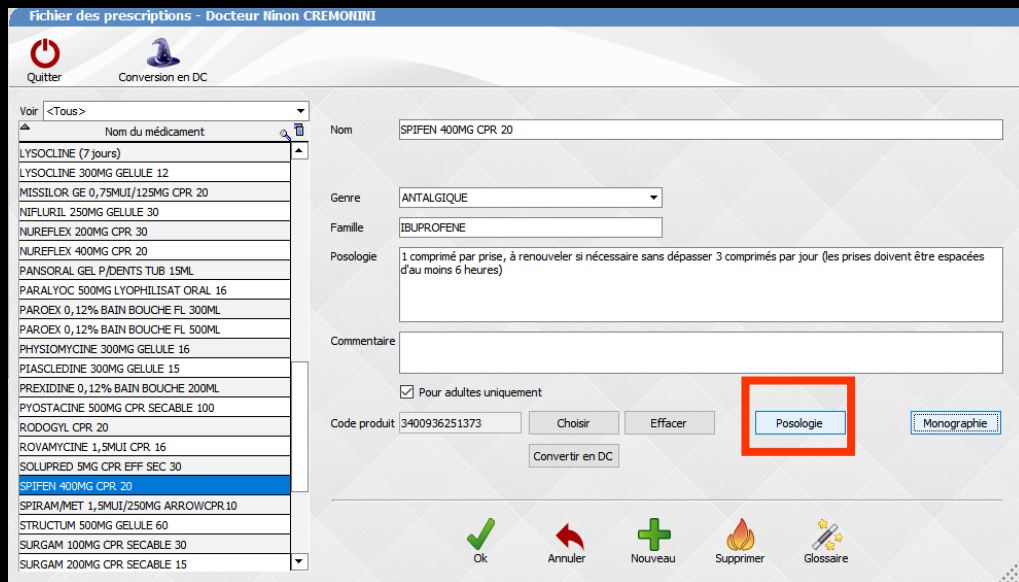 Fichier des prescriptions - Docteur Ninon CREMONINI
Quitter
Conversion en DC
Voir <Tous>
Nom du médicament
LYSOCLINE (7 jours)
LYSOCLINE 300MG GELULE 12
MISSILOR GE 0,75MUI/125MG CPR 20
NIFLURIL 250MG GELULE 30
NUREFLEX 200MG CPR 30
NUREFLEX 400MG CPR 20
PANSORAL GEL P/DENTS TUB 15ML
PARALYOC 500MG LYOPHILISAT ORAL 16
PAROEX 0,12% BAIN BOUCHE FL 300ML
PAROEX 0,12% BAIN BOUCHE FL 500ML
PHYSIOMYCINE 300MG GELULE 16
PIASCLEDINE 300MG GELULE 15
PREXIDINE 0,12% BAIN BOUCHE 200ML
PYOSTACINE 500MG CPR SECABLE 100
RODOGYL CPR 20
ROVAMYCINE 1,5MUI CPR 16
SOLUPRED 5MG CPR EFF SEC 30
SPIFEN 400MG CPR 20
SPIRAM/MET 1,5MUI/250MG ARROWCPR10
STRUCTUM 500MG GELULE 60
SURGAM 100MG CPR SECABLE 30
SURGAM 200MG CPR SECABLE 15
Nom SPIFEN 400MG CPR 20
Genre ANTALGIQUE
Famille IBUPROFENE
Posologie 1 comprimé par prise, à renouveler si nécessaire sans dépasser 3 comprimés par jour (les prises doivent être espacées
d'au moins 6 heures)
Commentaire
Pour adultes uniquement
Code produit 3400936251373 Choisir Effacer Posologie Monographie
Convertir en DC
Ok Annuler Nouveau Supprimer Glossaire